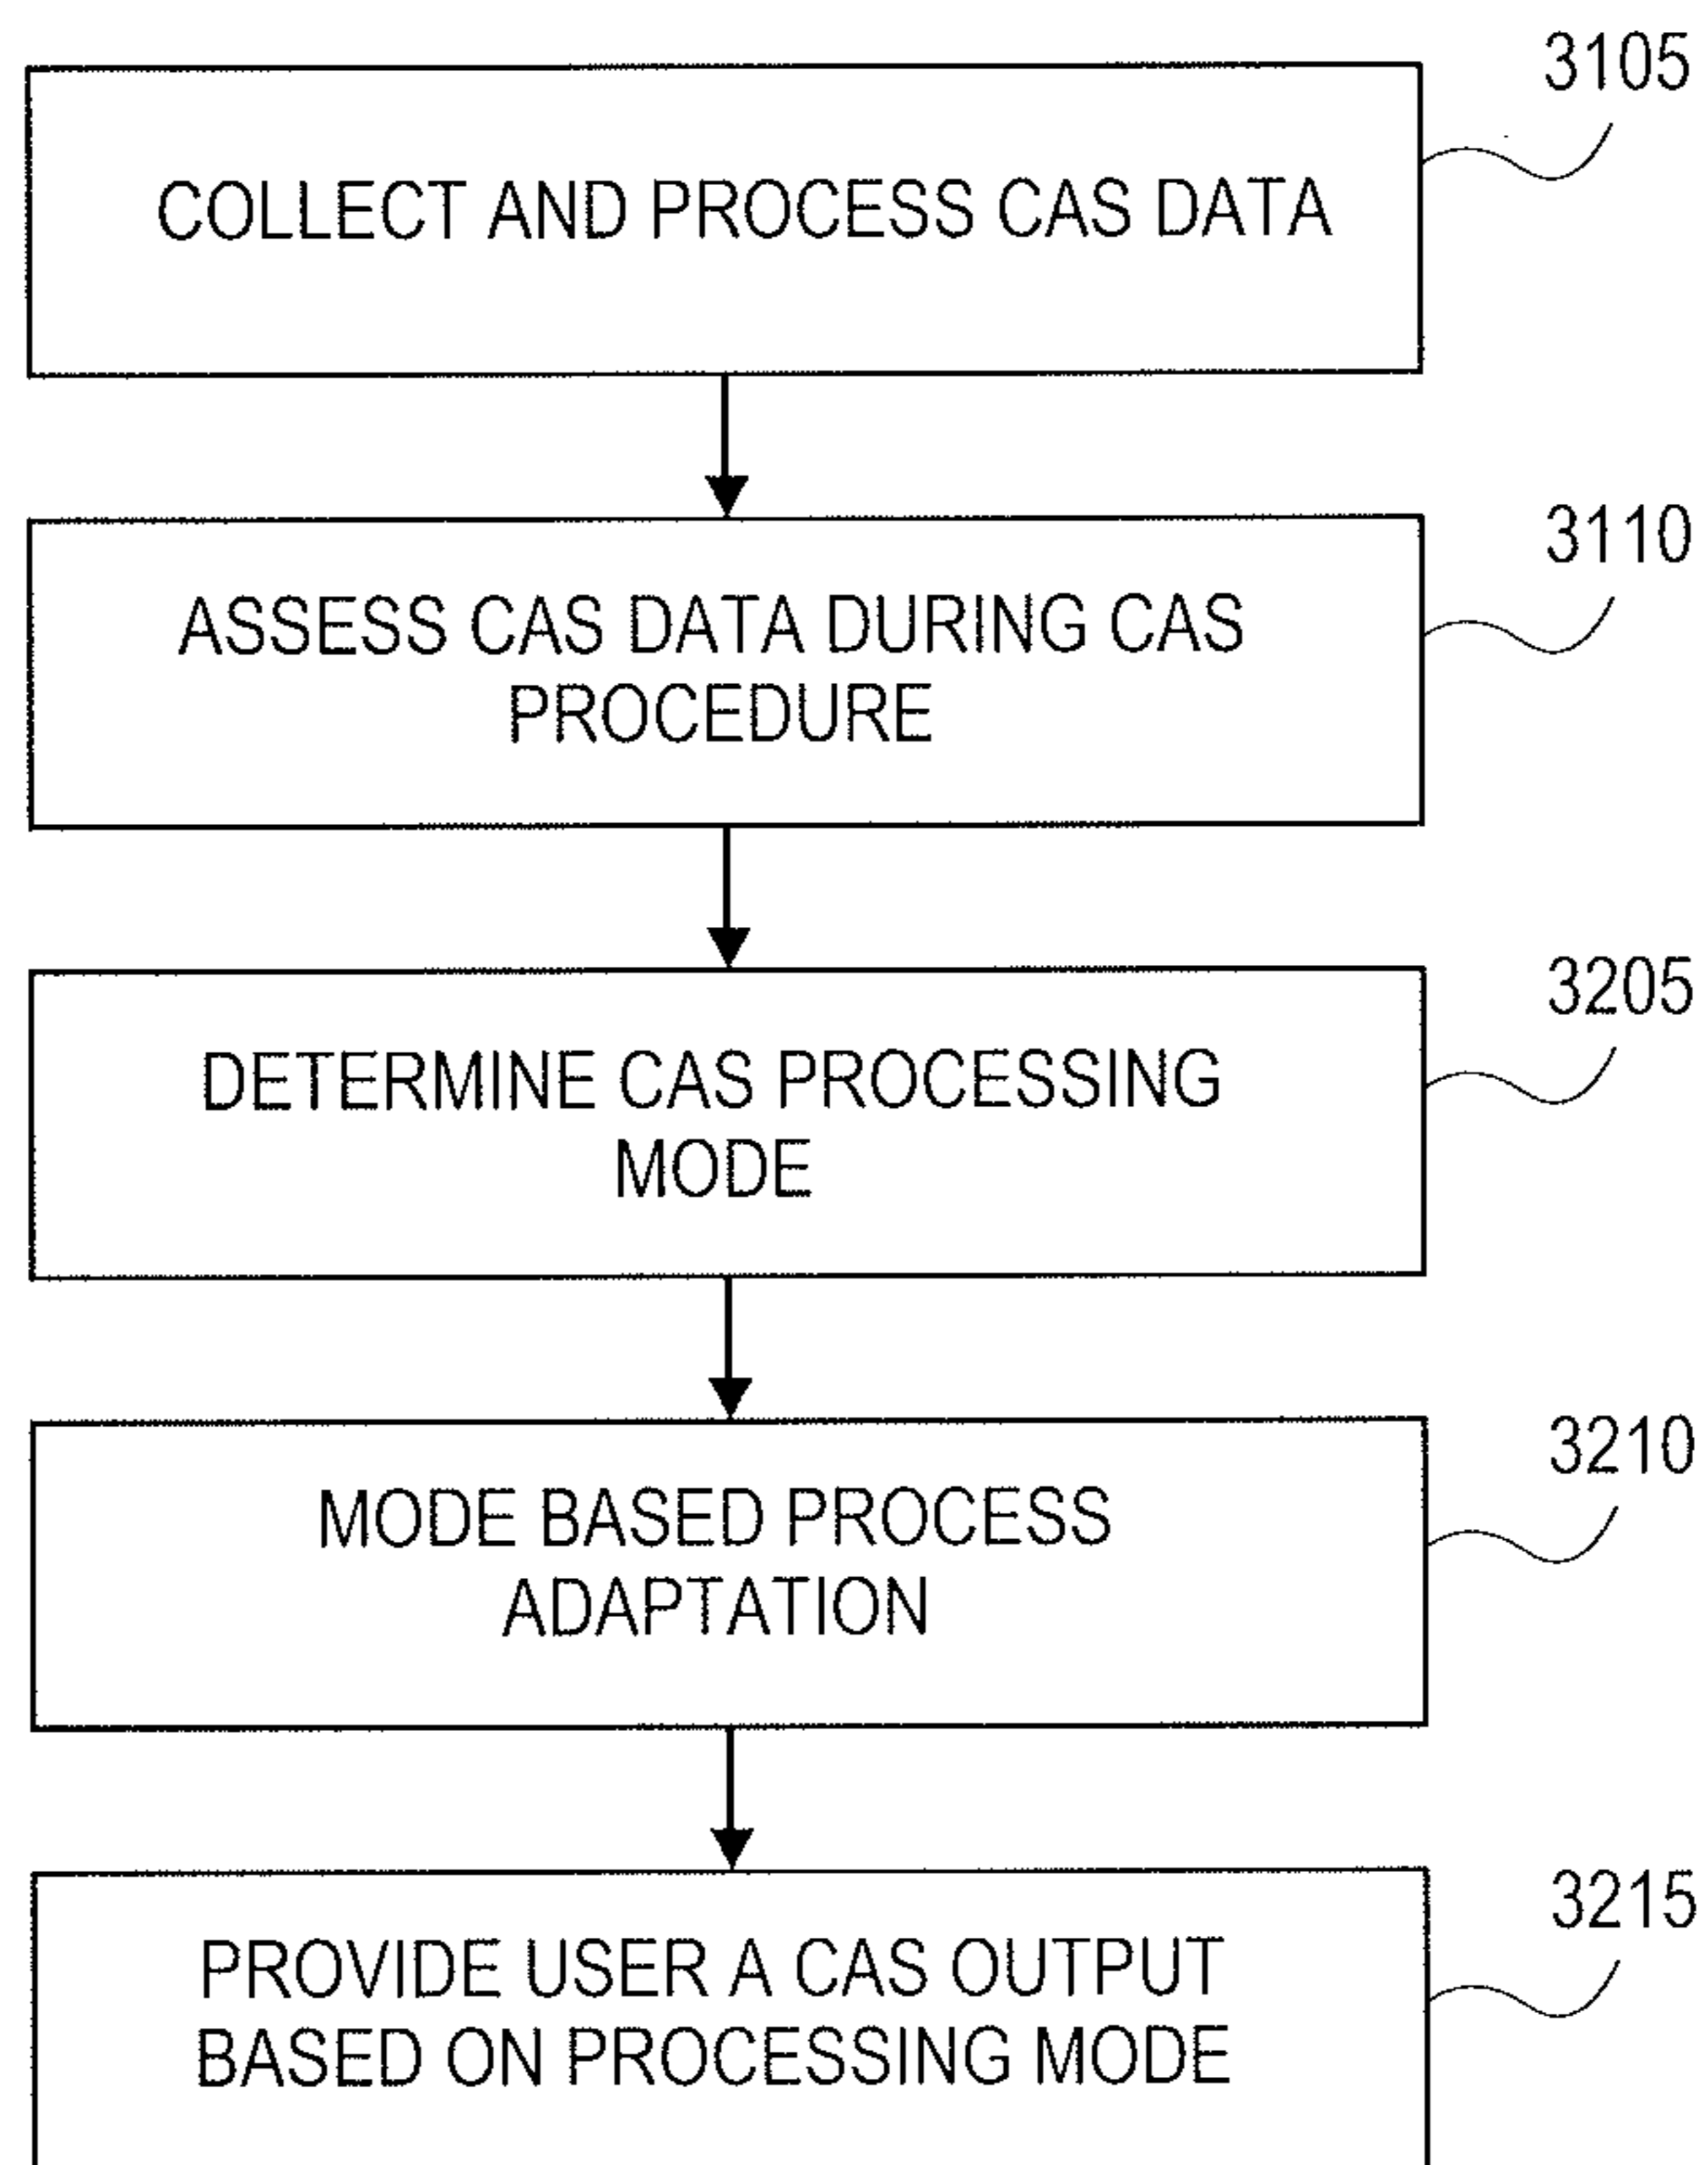 3105
COLLECT AND PROCESS CAS DATA
3110
ASSESS CAS DATA DURING CAS
PROCEDURE
3205
DETERMINE CAS PROCESSING
MODE
3210
MODE BASED PROCESS
ADAPTATION
3215
PROVIDE USER A CAS OUTPUT
BASED ON PROCESSING MODE